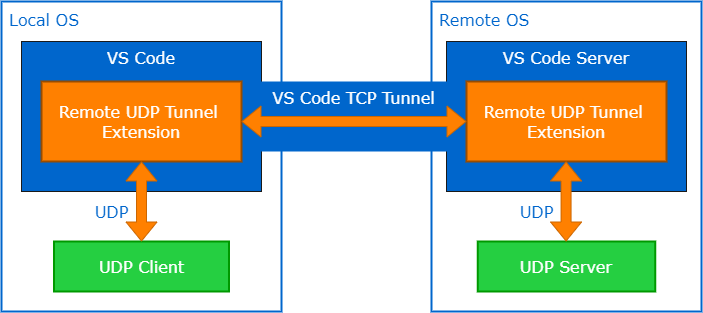 Local OS
Remote OS
VS Code
VS Code Server
VS Code TCP Tunnel
Remote UDP Tunnel
Extension
Remote UDP Tunnel
Extension
UDP
UDP
UDP Client
UDP Server